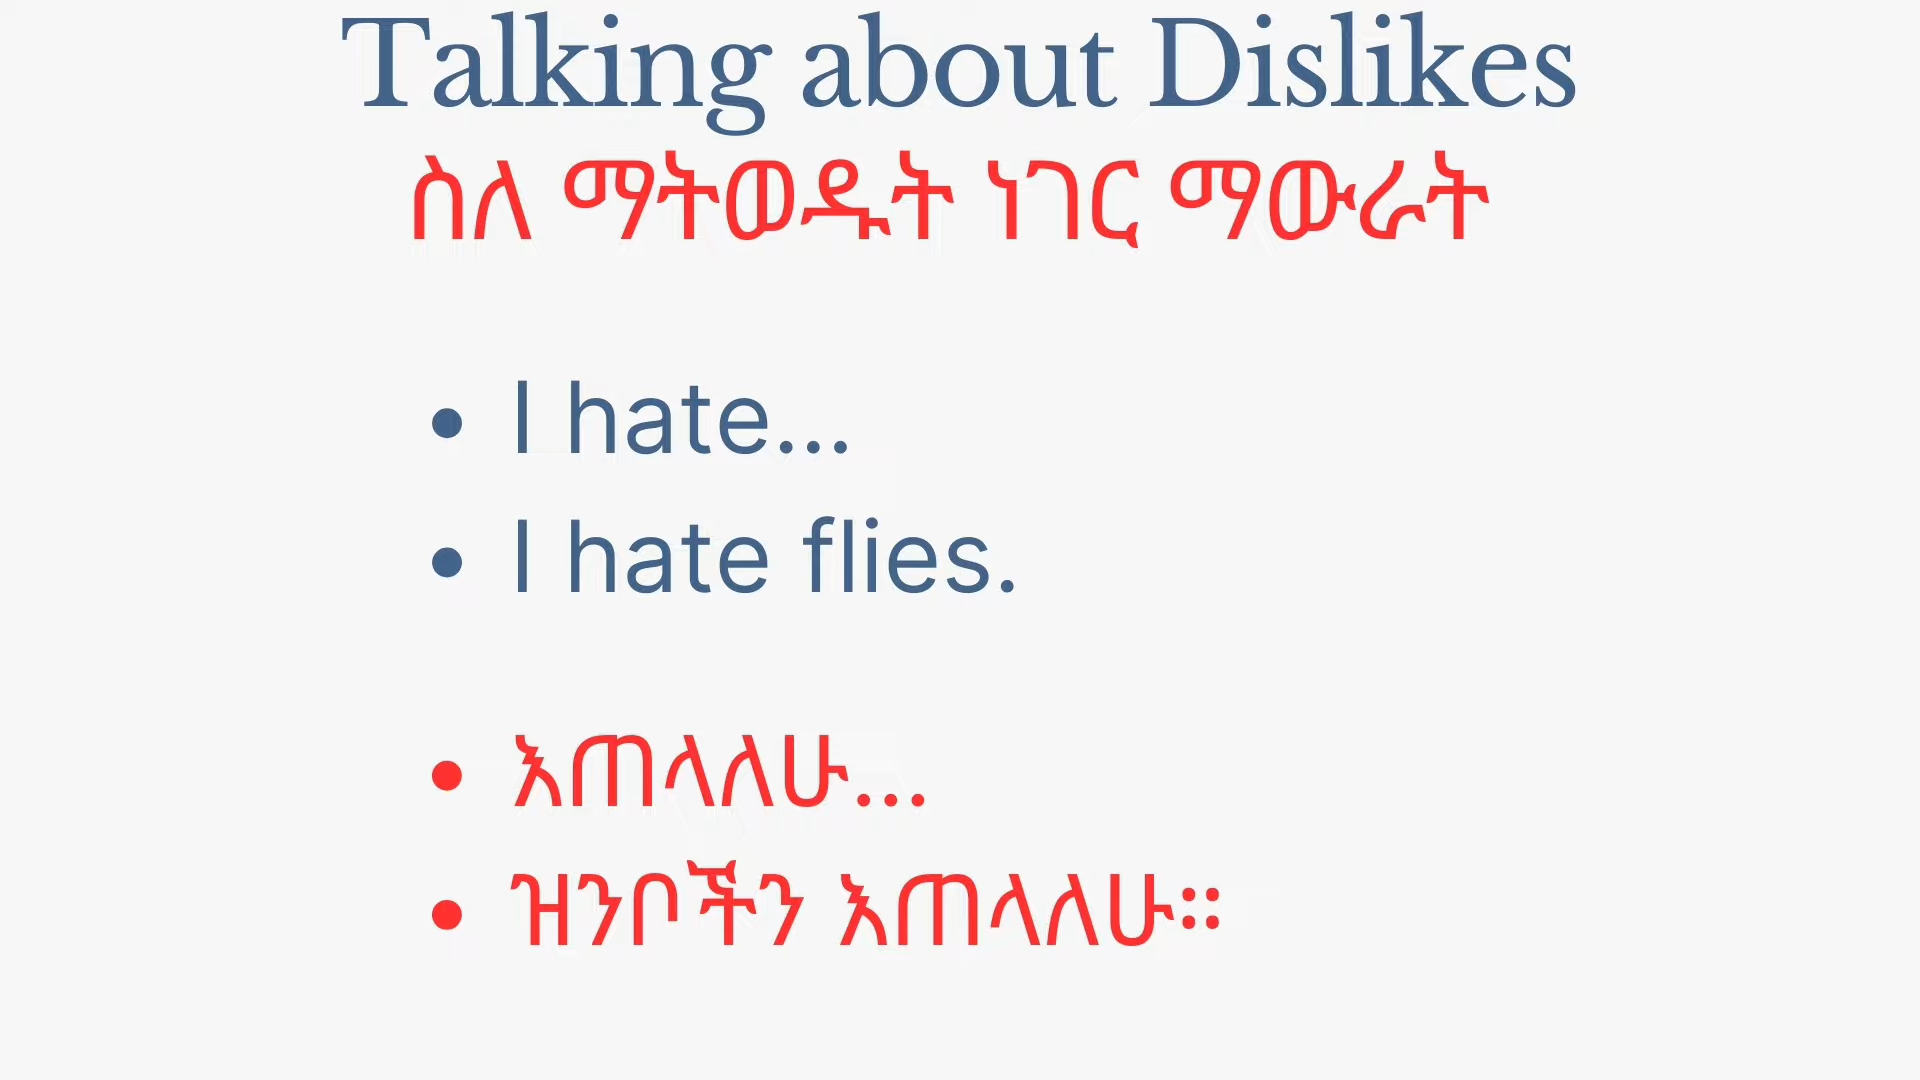 Talking about Dislikes
ስለ ማትወዱት ነገር ማውራት
• I hate...
• I hate flies.
• እጠላለሁ...
• ዝንቦችን እጠላለሁ።